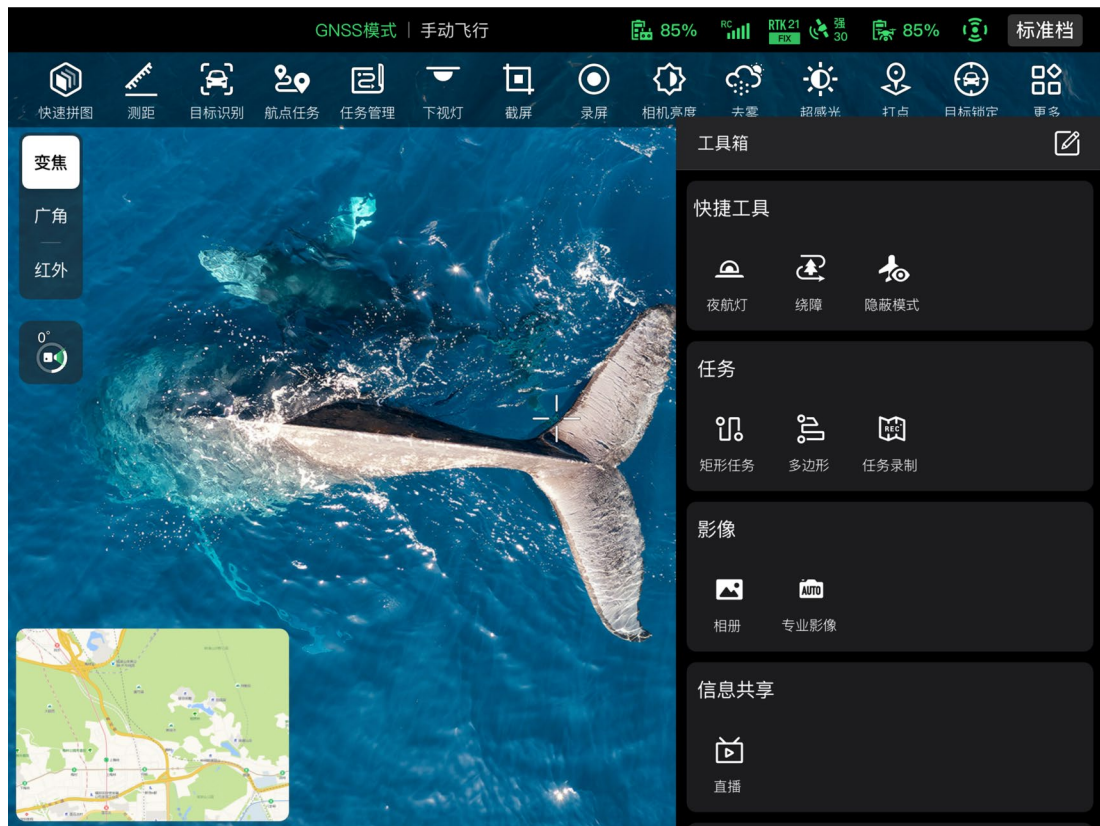 GNSS模式 | 手动飞行 85% RC RTK 21 FIX 强 30 85% 标准档
快速拼图 测距 目标识别 航点任务 任务管理 下视灯 截屏 录屏 相机亮度 去雾 超感光 打点 目标锁定 更多
变焦
广角
红外
0°
工具箱
快捷工具
夜航灯 绕障 隐蔽模式
任务
REC
矩形任务 多边形 任务录制
影像
AUTO
相册 专业影像
信息共享
直播